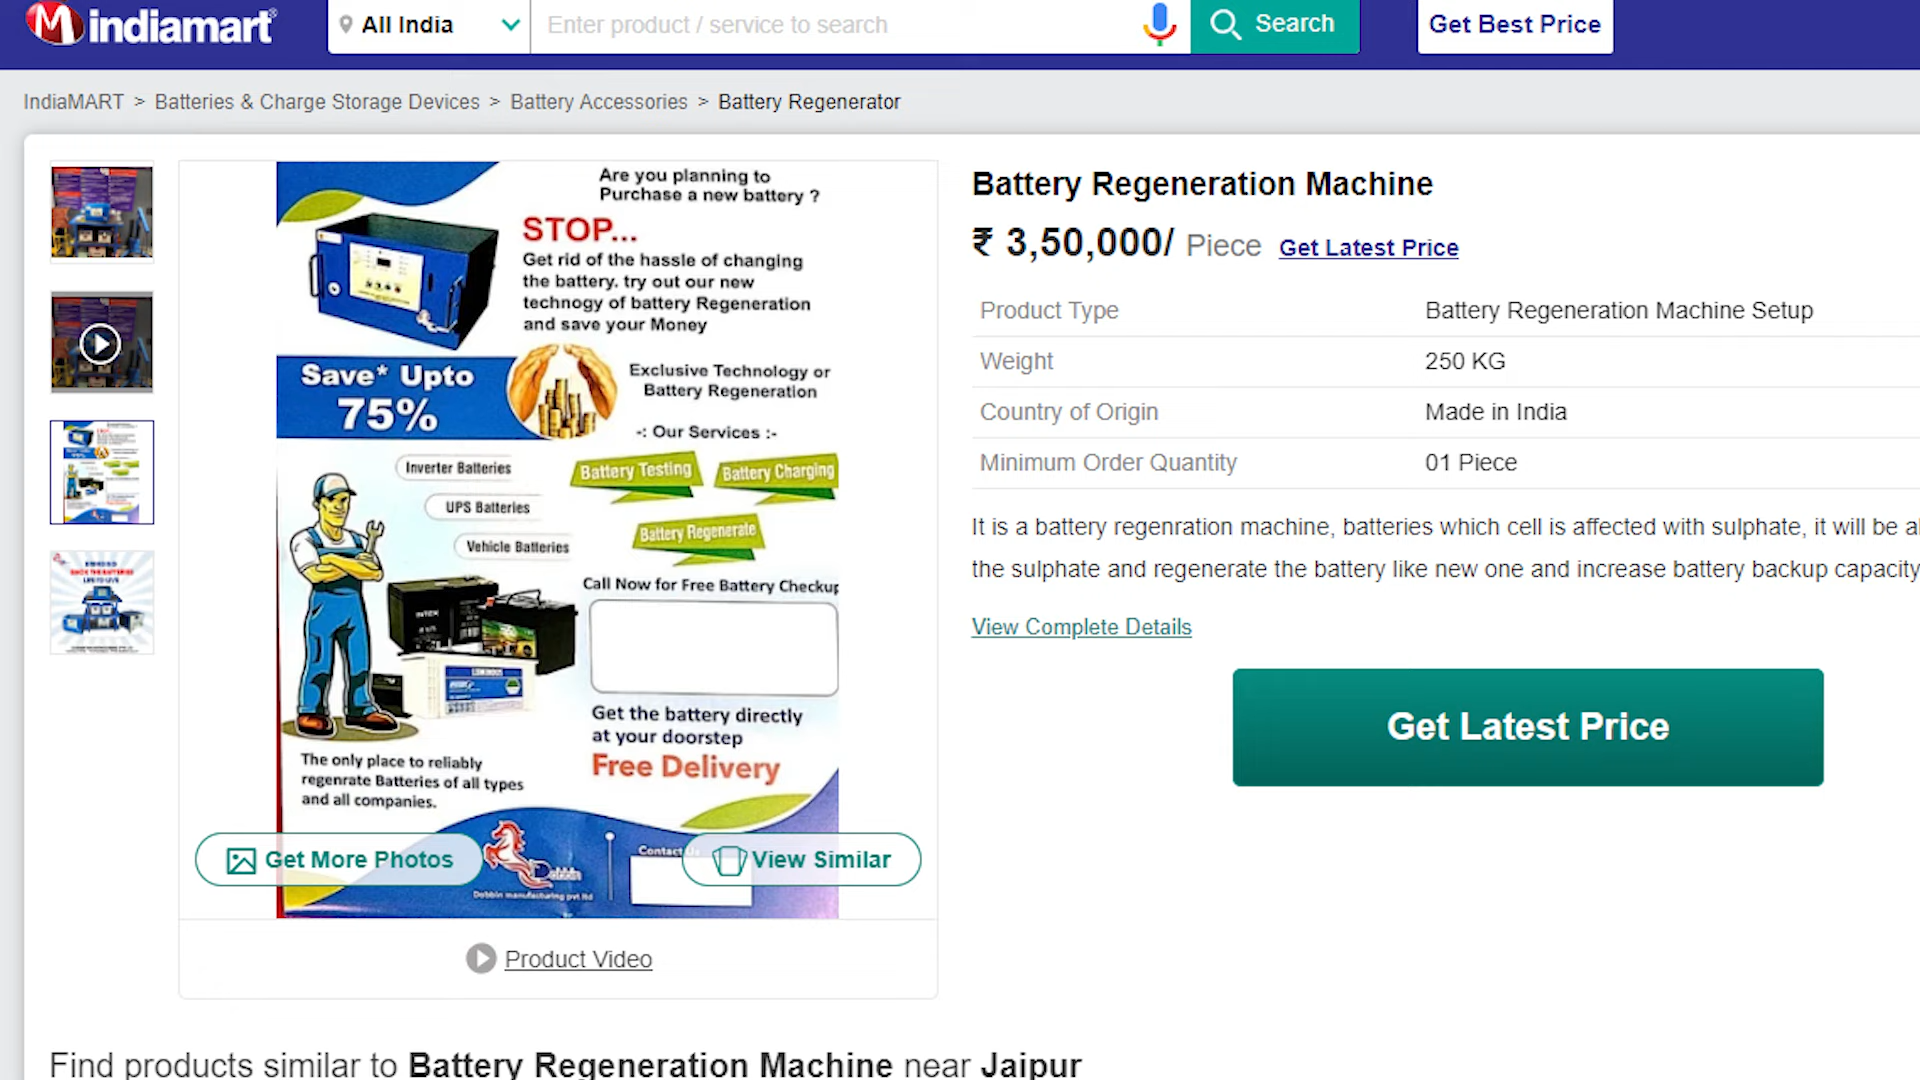 indiamart
All India
Enter product / service to search
Search
Get Best Price
IndiaMART > Batteries & Charge Storage Devices > Battery Accessories > Battery Regenerator
Are you planning to
Purchase a new battery ?
STOP...
Get rid of the hassle of changing
the battery. try out our new
technogy of battery Regeneration
and save your Money
Save* Upto
75%
Exclusive Technology or
Battery Regeneration
-: Our Services :-
Inverter Batteries
UPS Batteries
Vehicle Batteries
Battery Testing
Battery Charging
Battery Regenerate
Call Now for Free Battery Checkup
LUMINOUS
Get the battery directly
at your doorstep
Free Delivery
The only place to reliably
regenrate Batteries of all types
and all companies.
Get More Photos
Dobbin
Dobbin manufacturing pvt.ltd
Contact
View Similar
Product Video
Battery Regeneration Machine
₹ 3,50,000/ Piece Get Latest Price
Product Type Battery Regeneration Machine Setup
Weight 250 KG
Country of Origin Made in India
Minimum Order Quantity 01 Piece
It is a battery regenration machine, batteries which cell is affected with sulphate, it will be
the sulphate and regenerate the battery like new one and increase battery backup capacity
View Complete Details
Get Latest Price
Find products similar to Battery Regeneration Machine near Jaipur